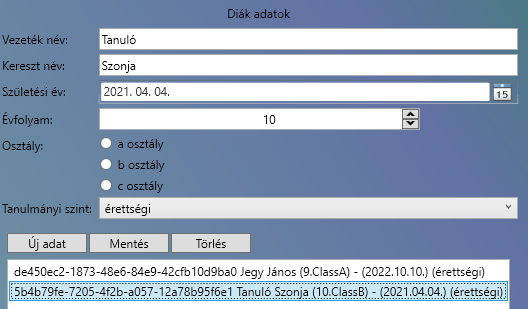 Diák adatok
Vezeték név: Tanuló
Kereszt név: Szonja
Születési év: 2021. 04. 04. 15
Évfolyam: 10
Osztály: a osztály
b osztály
c osztály
Tanulmányi szint: érettségi
Új adat Mentés Törlés
de450ec2-1873-48e6-84e9-42cfb10d9ba0 Jegy János (9.ClassA) - (2022.10.10.) (érettségi)
5b4b79fe-7205-4f2b-a057-12a78b95f6e1 Tanuló Szonja (10.ClassB) - (2021.04.04.) (érettségi)